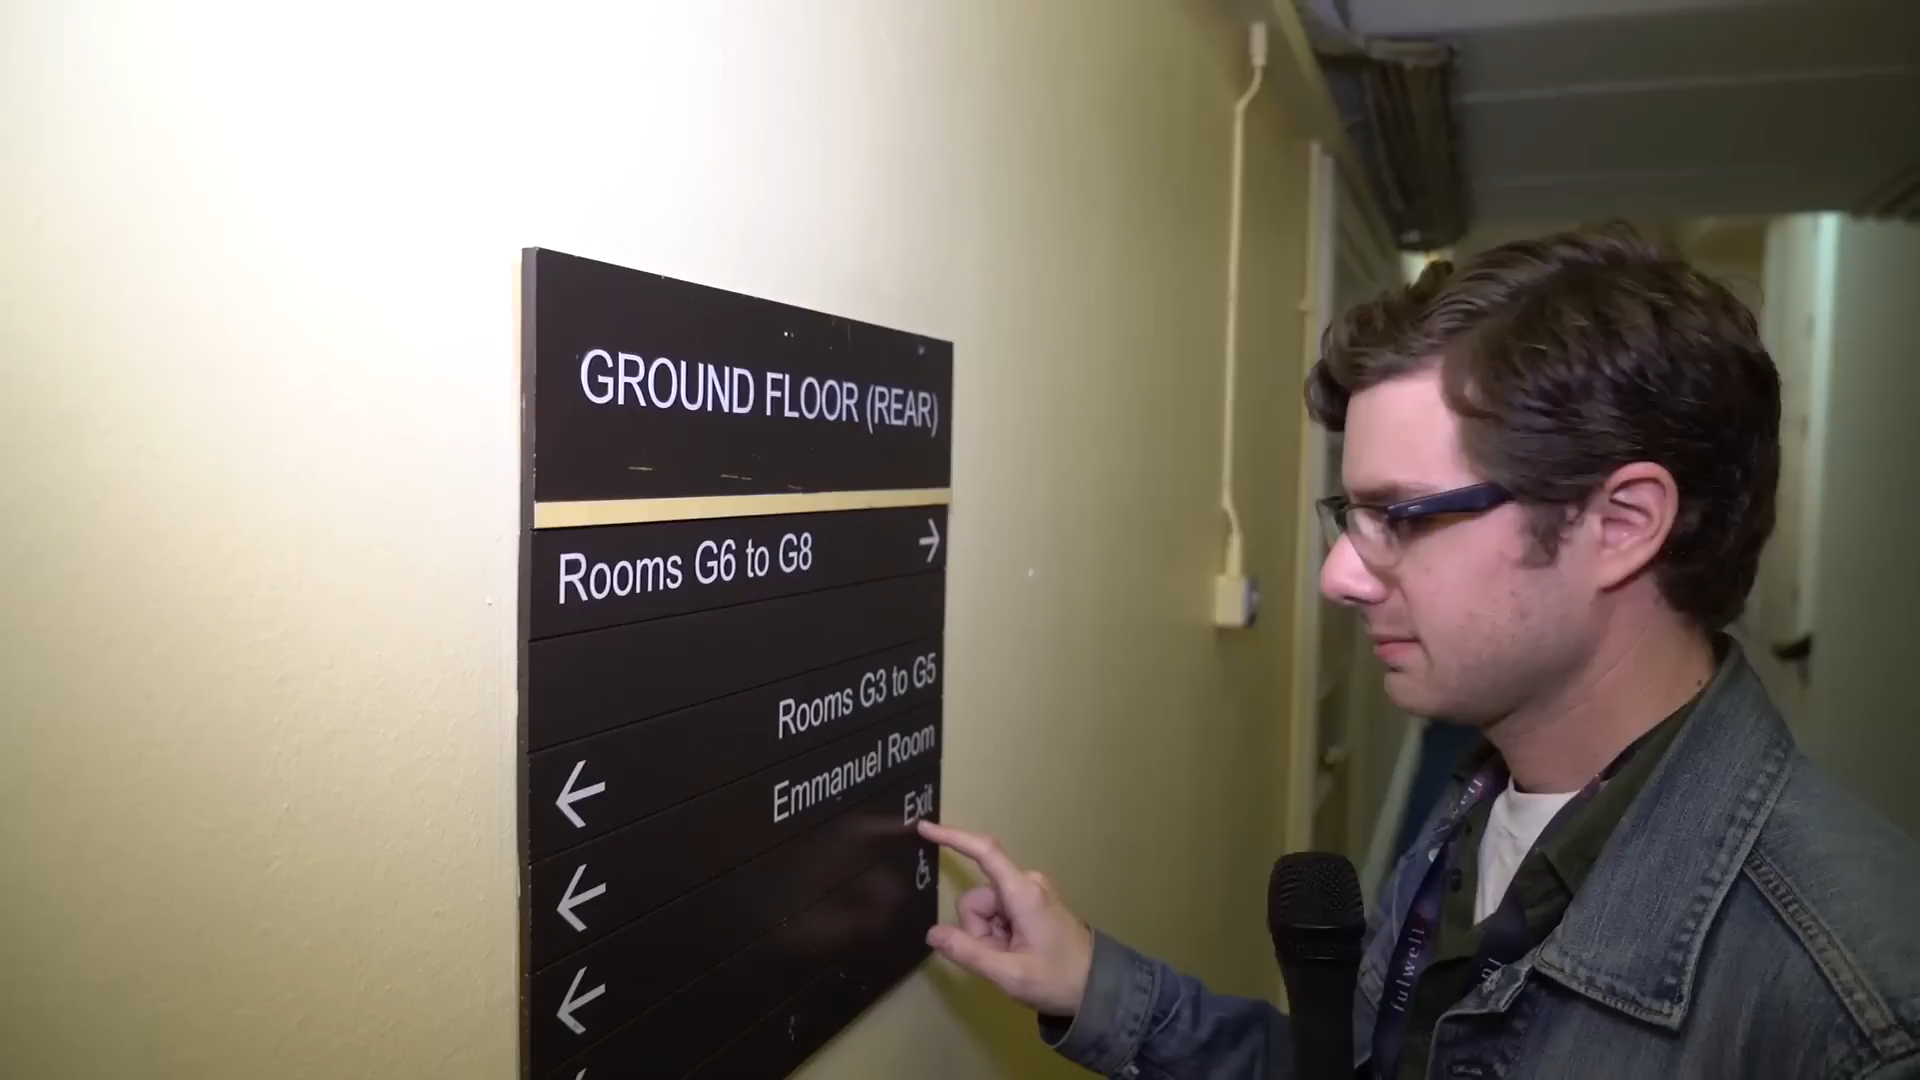 GROUND FLOOR (REAR)
Rooms G6 to G8 →
← Rooms G3 to G5
← Emmanuel Room
← Exit
fulwell